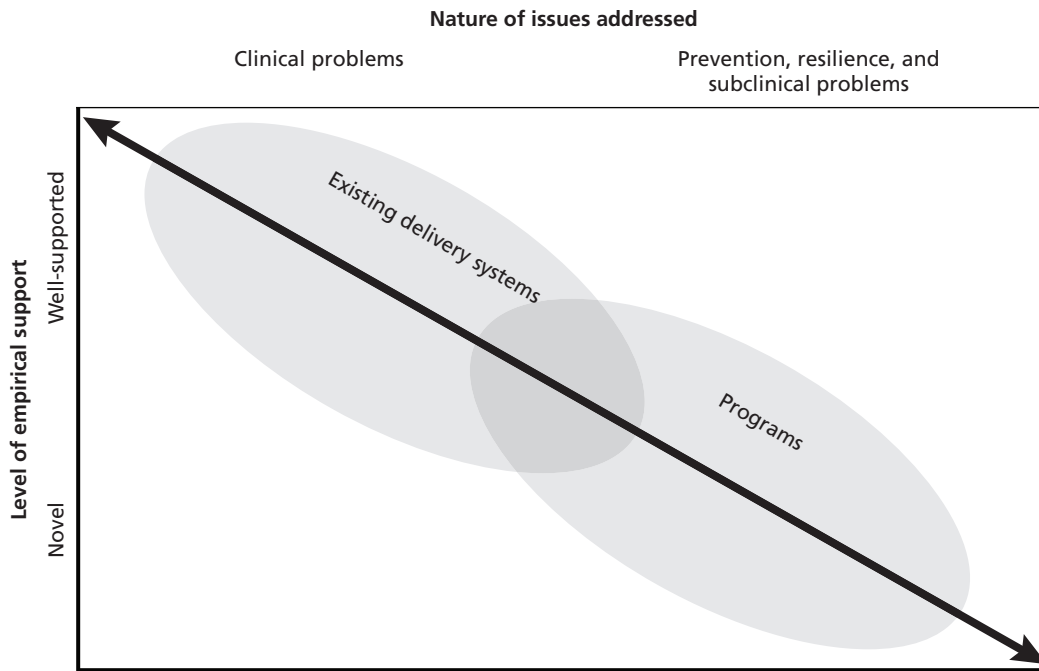 Nature of issues addressed
Clinical problems
Prevention, resilience, and
subclinical problems
Level of empirical support
Well-supported
Novel
Existing delivery systems
Programs